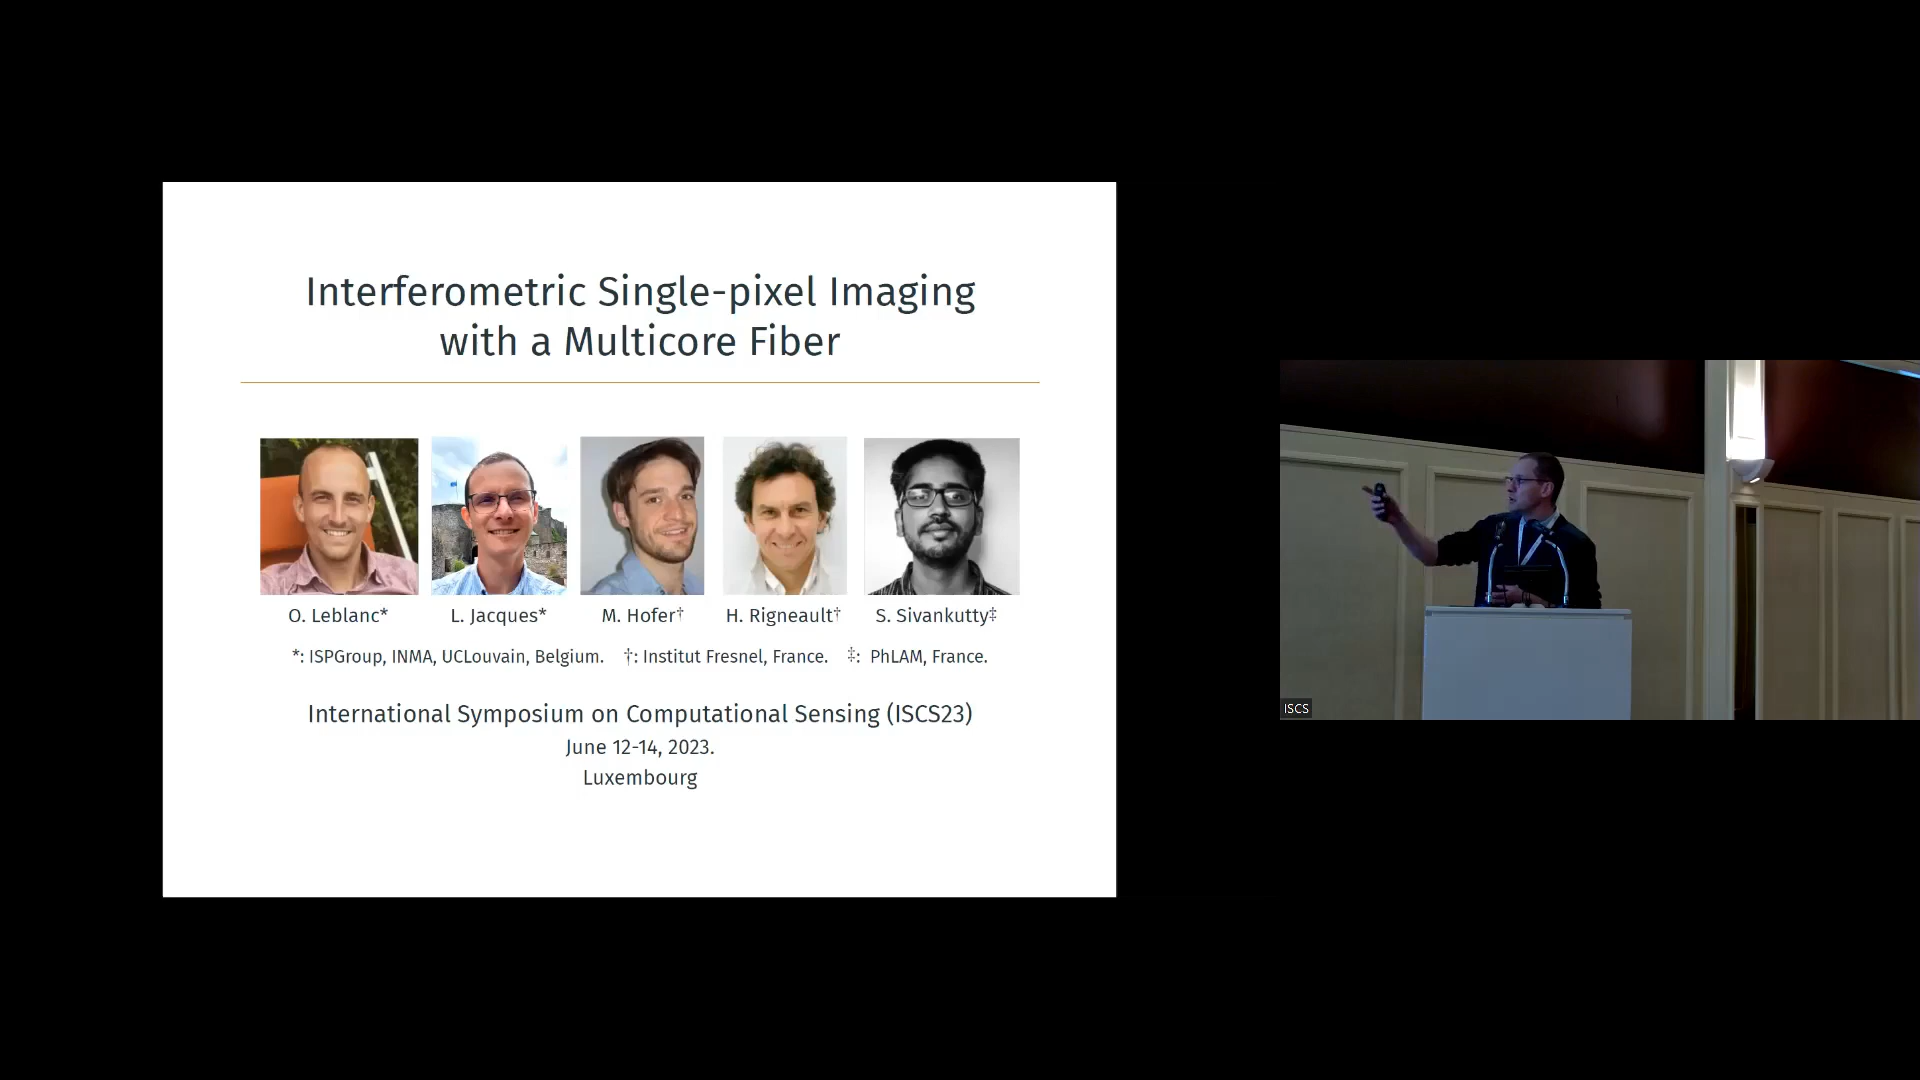 Interferometric Single-pixel Imaging
with a Multicore Fiber
O. Leblanc* L. Jacques* M. Hofer† H. Rigneault† S. Sivankutty‡
*: ISPGroup, INMA, UCLouvain, Belgium. †: Institut Fresnel, France. ‡: PhLAM, France.
International Symposium on Computational Sensing (ISCS23)
June 12-14, 2023.
Luxembourg
ISCS